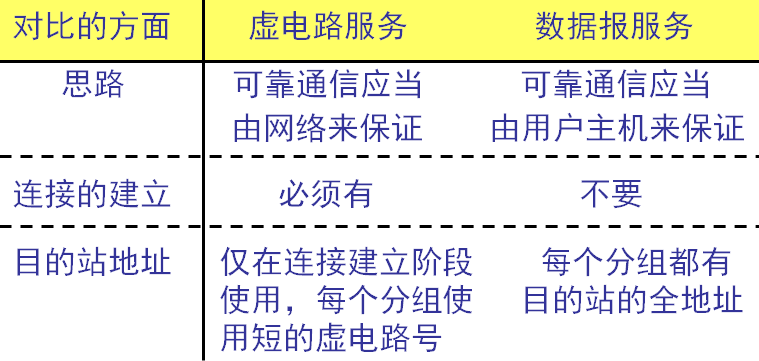 对比的方面 虚电路服务 数据报服务
思路 可靠通信应当 可靠通信应当
由网络来保证 由用户主机来保证
连接的建立 必须有 不要
目的站地址 仅在连接建立阶段 每个分组都有
使用，每个分组使 目的站的全地址
用短的虚电路号